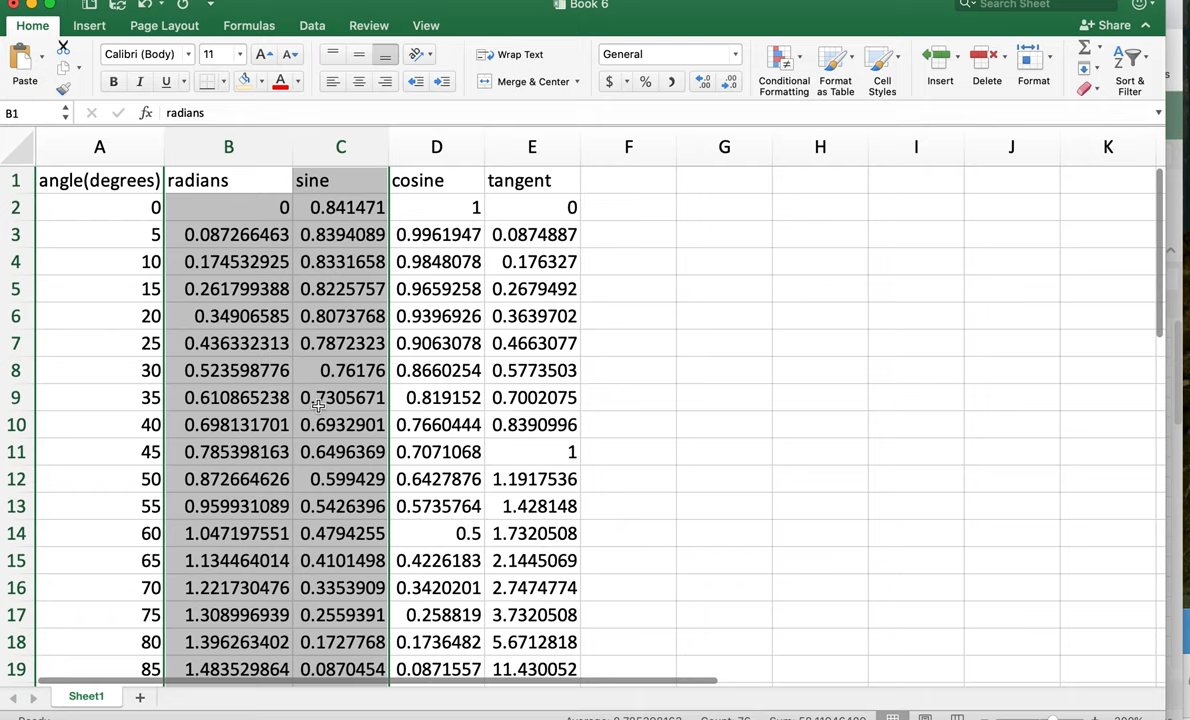 Book 6
Search Sheet
Home Insert Page Layout Formulas Data Review View Share
Paste Calibri (Body) 11 A A Wrap Text General Conditional Formatting Format as Table Cell Styles Insert Delete Format Sort & Filter
B I U A Merge & Center $ %
B1 fx radians
A B C D E F G H I J K
1 angle(degrees) radians sine cosine tangent
2 0 0 0.841471 1 0
3 5 0.087266463 0.8394089 0.9961947 0.0874887
4 10 0.174532925 0.8331658 0.9848078 0.176327
5 15 0.261799388 0.8225757 0.9659258 0.2679492
6 20 0.34906585 0.8073768 0.9396926 0.3639702
7 25 0.436332313 0.7872323 0.9063078 0.4663077
8 30 0.523598776 0.76176 0.8660254 0.5773503
9 35 0.610865238 0.7305671 0.819152 0.7002075
10 40 0.698131701 0.6932901 0.7660444 0.8390996
11 45 0.785398163 0.6496369 0.7071068 1
12 50 0.872664626 0.599429 0.6427876 1.1917536
13 55 0.959931089 0.5426396 0.5735764 1.428148
14 60 1.047197551 0.4794255 0.5 1.7320508
15 65 1.134464014 0.4101498 0.4226183 2.1445069
16 70 1.221730476 0.3353909 0.3420201 2.7474774
17 75 1.308996939 0.2559391 0.258819 3.7320508
18 80 1.396263402 0.1727768 0.1736482 5.6712818
19 85 1.483529864 0.0870454 0.0871557 11.430052
Sheet1